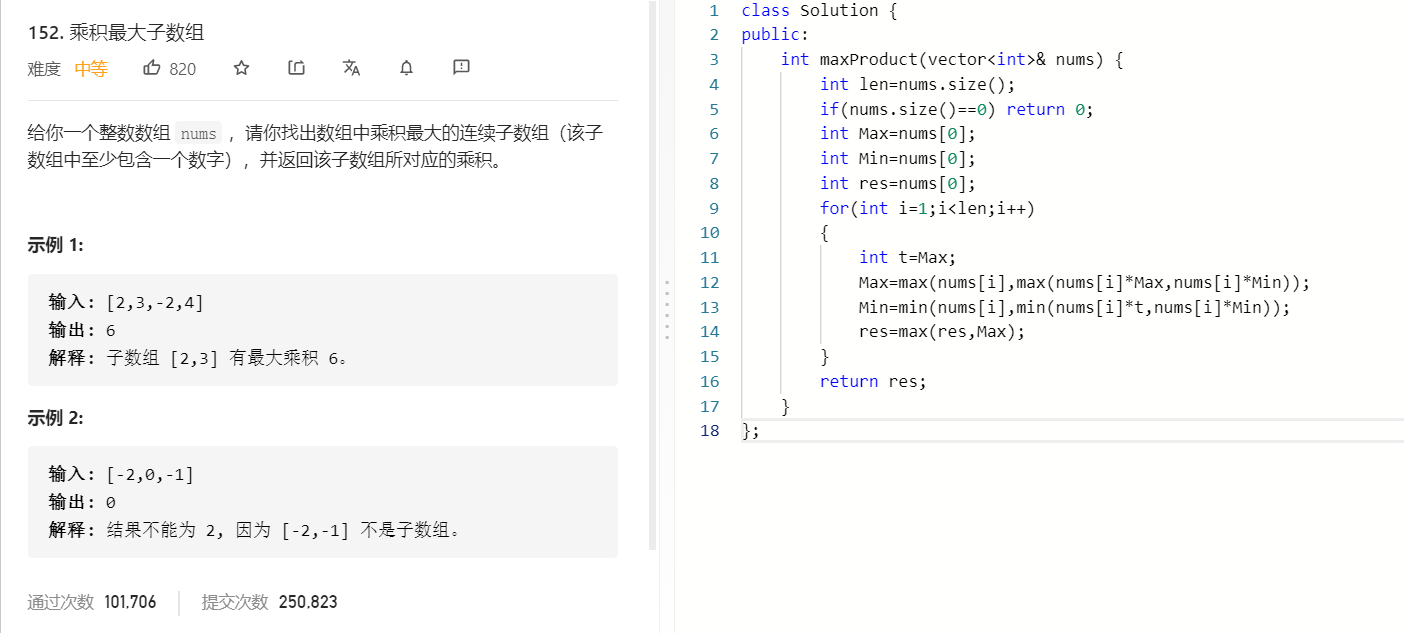 152. 乘积最大子数组
难度 中等 820
给你一个整数数组 nums ，请你找出数组中乘积最大的连续子数组（该子
数组中至少包含一个数字），并返回该子数组所对应的乘积。
示例 1:
输入: [2,3,-2,4]
输出: 6
解释: 子数组 [2,3] 有最大乘积 6。
示例 2:
输入: [-2,0,-1]
输出: 0
解释: 结果不能为 2, 因为 [-2,-1] 不是子数组。
通过次数 101,706 提交次数 250,823
1 class Solution {
2 public:
3     int maxProduct(vector<int>& nums) {
4         int len=nums.size();
5         if(nums.size()==0) return 0;
6         int Max=nums[0];
7         int Min=nums[0];
8         int res=nums[0];
9         for(int i=1;i<len;i++)
10         {
11             int t=Max;
12             Max=max(nums[i],max(nums[i]*Max,nums[i]*Min));
13             Min=min(nums[i],min(nums[i]*t,nums[i]*Min));
14             res=max(res,Max);
15         }
16         return res;
17     }
18 };